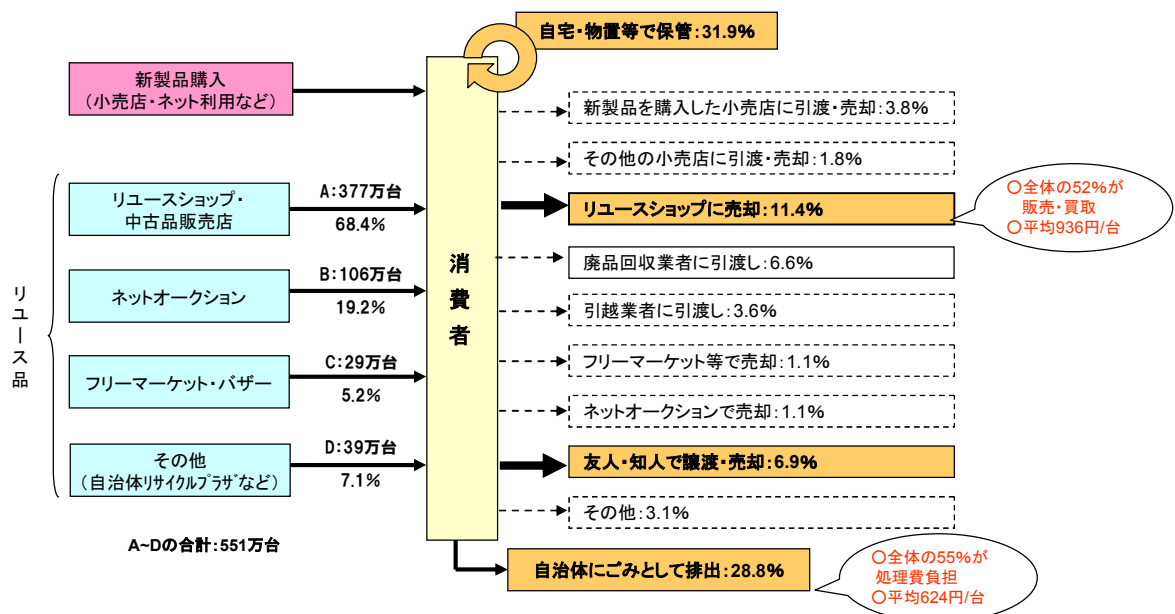 自宅・物置等で保管:31.9%
新製品購入
（小売店・ネット利用など）
新製品を購入した小売店に引渡・売却:3.8%
その他の小売店に引渡・売却:1.8%
リユース品
リユースショップ・
中古品販売店
A:377万台
68.4%
消費者
リユースショップに売却:11.4%
○全体の52%が
販売・買取
○平均936円/台
廃品回収業者に引渡し:6.6%
ネットオークション
B:106万台
19.2%
引越業者に引渡し:3.6%
フリーマーケット・バザー
C:29万台
5.2%
フリーマーケット等で売却:1.1%
ネットオークションで売却:1.1%
その他
（自治体ﾘｻｲｸﾙﾌﾟﾗｻﾞなど）
D:39万台
7.1%
友人・知人で譲渡・売却:6.9%
その他:3.1%
A~Dの合計:551万台
自治体にごみとして排出:28.8%
○全体の55%が
処理費負担
○平均624円/台